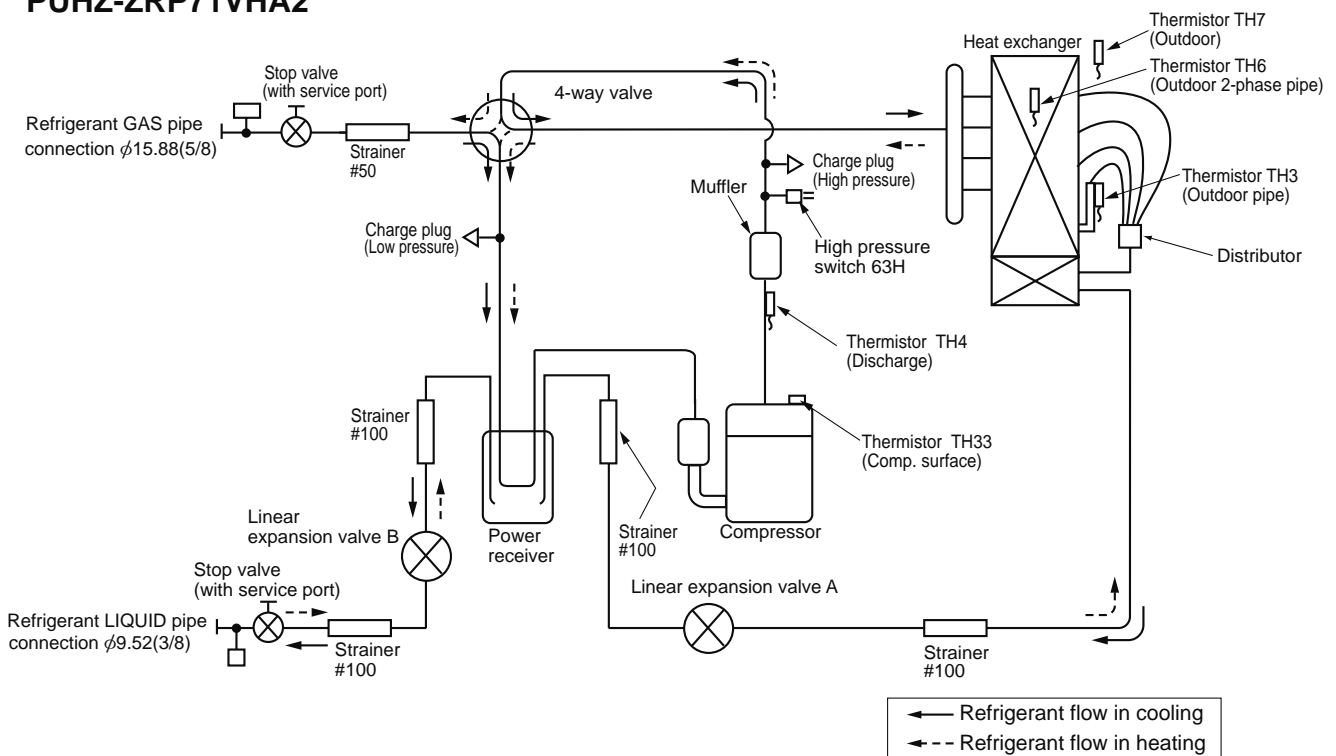 PUHZ-ZRP71VHA2
Thermistor TH7
(Outdoor)
Heat exchanger
Thermistor TH6
(Outdoor 2-phase pipe)
Stop valve
(with service port)
4-way valve
Refrigerant GAS pipe
connection ϕ15.88(5/8)
Strainer
#50
Charge plug
(High pressure)
Muffler
Thermistor TH3
(Outdoor pipe)
Charge plug
(Low pressure)
High pressure
switch 63H
Distributor
Thermistor TH4
(Discharge)
Strainer
#100
Thermistor TH33
(Comp. surface)
Linear
expansion valve B
Power
receiver
Strainer
#100
Compressor
Stop valve
(with service port)
Linear expansion valve A
Refrigerant LIQUID pipe
connection ϕ9.52(3/8)
Strainer
#100
Strainer
#100
Refrigerant flow in cooling
Refrigerant flow in heating